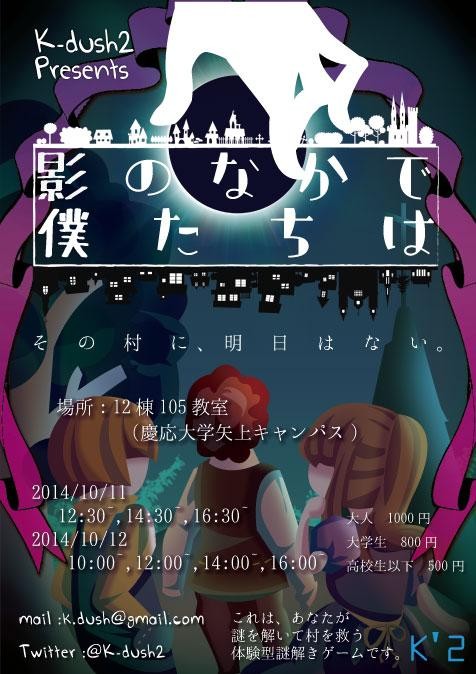 K-dush2
Presents
影のなかで
僕たちは
その村に、明日はない。
場所：12棟105教室
（慶応大学矢上キャンパス）
2014/10/11
12:30~,14:30~,16:30~
2014/10/12
10:00~,12:00~,14:00~,16:00~
大人 1000円
大学生 800円
高校生以下 500円
mail :k.dush@gmail.com
Twitter :@K-dush2
これは、あなたが
謎を解いて村を救う
体験型謎解きゲームです。
K'2